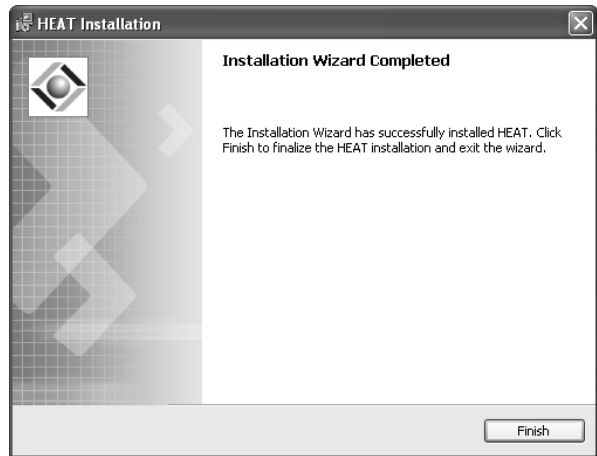 HEAT Installation
Installation Wizard Completed
The Installation Wizard has successfully installed HEAT. Click
Finish to finalize the HEAT installation and exit the wizard.
Finish